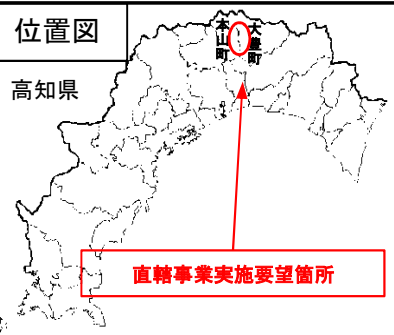 位置図
高知県
本山町
大豊町
直轄事業実施要望箇所